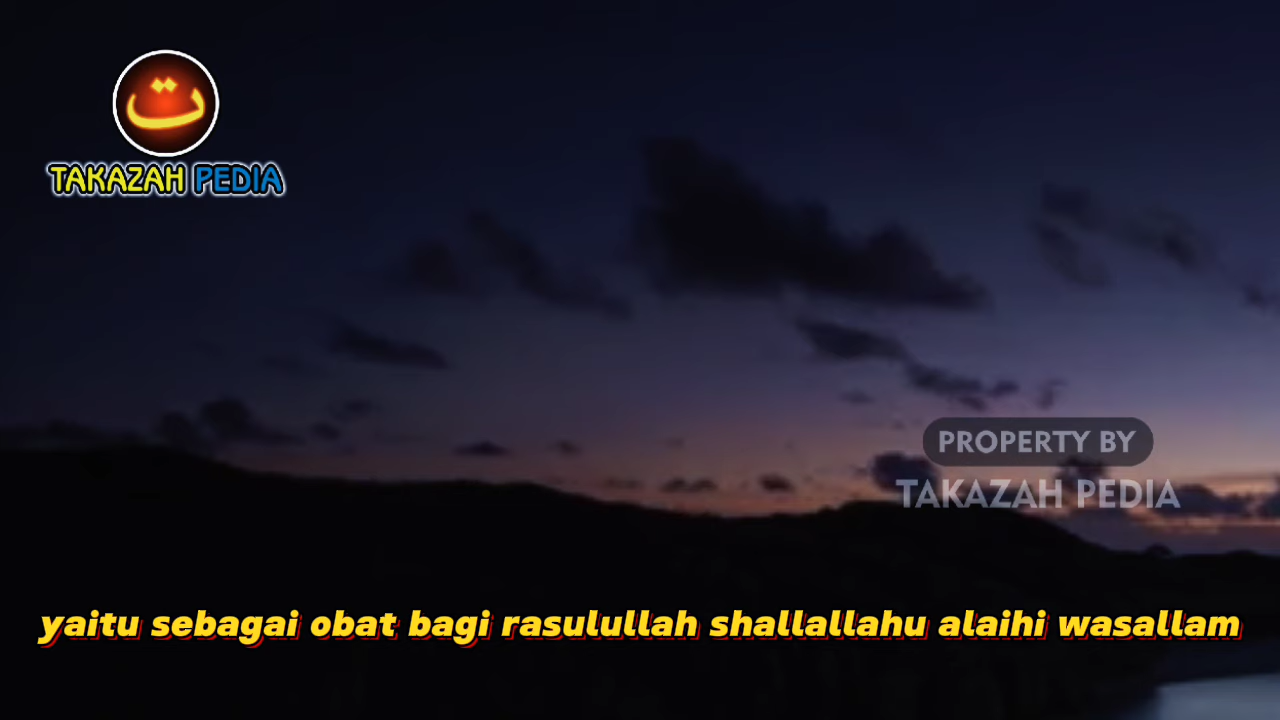 ت
TAKAZAH PEDIA
PROPERTY BY
TAKAZAH PEDIA
yaitu sebagai obat bagi rasulullah shallallahu alaihi wasallam